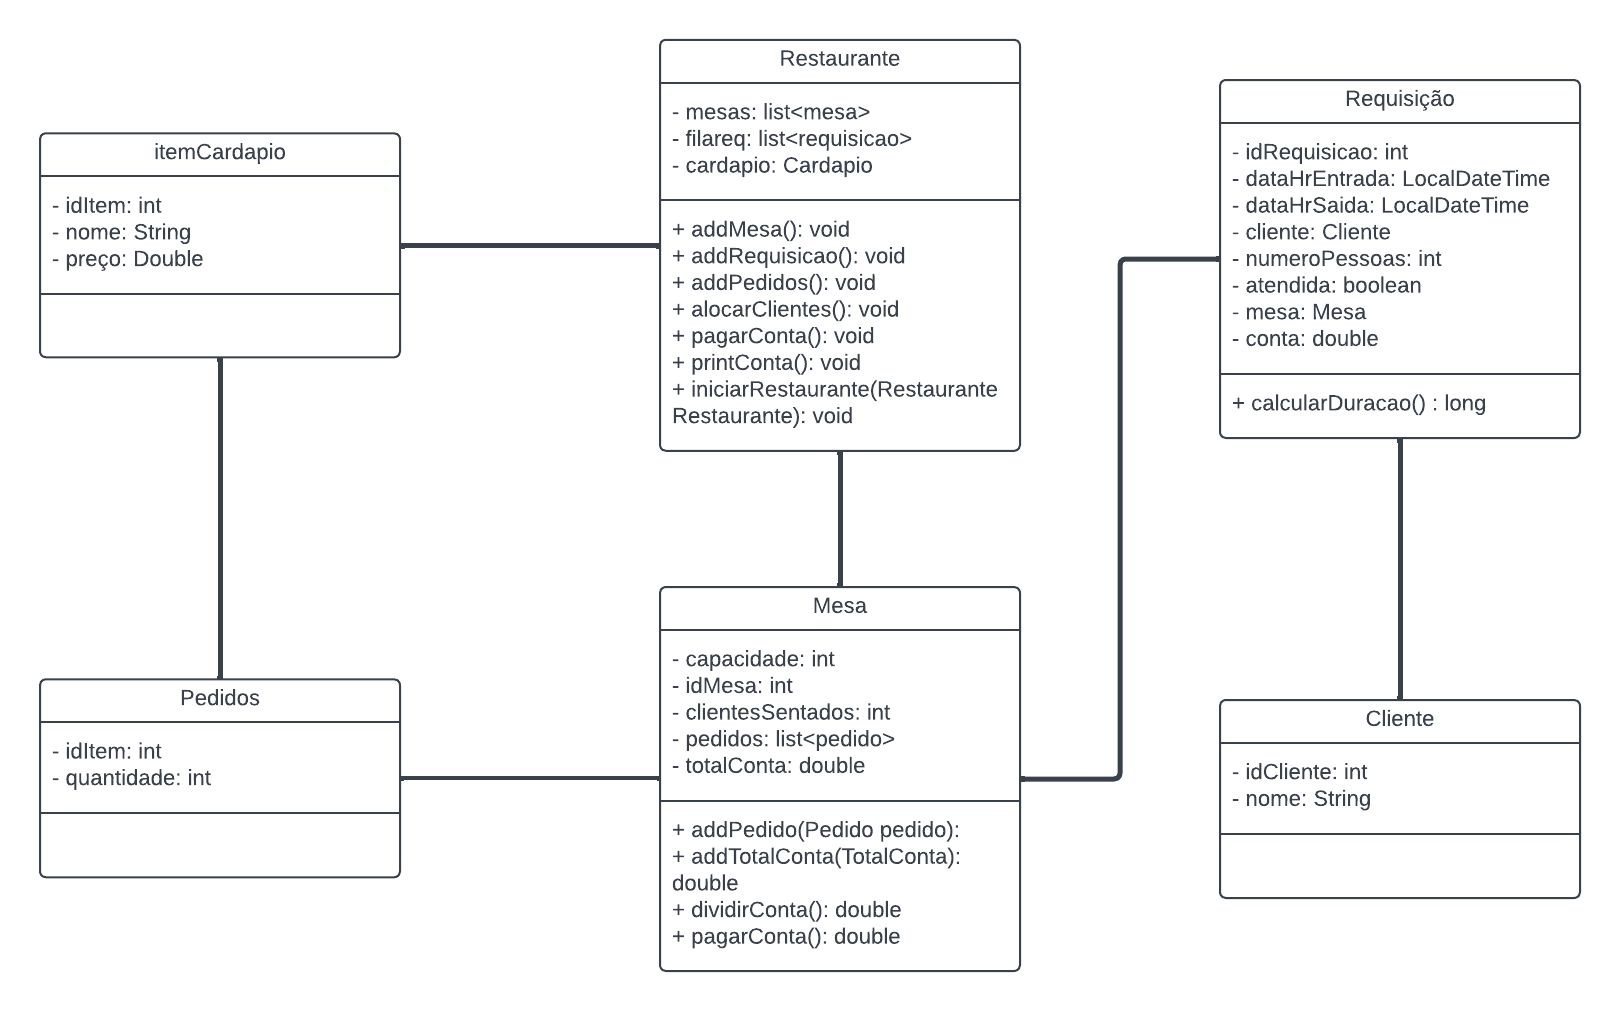 Restaurante
- mesas: list<mesa>
- filareq: list<requisicao>
- cardapio: Cardapio
+ addMesa(): void
+ addRequisicao(): void
+ addPedidos(): void
+ alocarClientes(): void
+ pagarConta(): void
+ printConta(): void
+ iniciarRestaurante(Restaurante
Restaurante): void
Requisição
- idRequisicao: int
- dataHrEntrada: LocalDateTime
- dataHrSaida: LocalDateTime
- cliente: Cliente
- numeroPessoas: int
- atendida: boolean
- mesa: Mesa
- conta: double
+ calcularDuracao() : long
itemCardapio
- idItem: int
- nome: String
- preço: Double
Mesa
- capacidade: int
- idMesa: int
- clientesSentados: int
- pedidos: list<pedido>
- totalConta: double
+ addPedido(Pedido pedido):
+ addTotalConta(TotalConta):
double
+ dividirConta(): double
+ pagarConta(): double
Pedidos
- idItem: int
- quantidade: int
Cliente
- idCliente: int
- nome: String